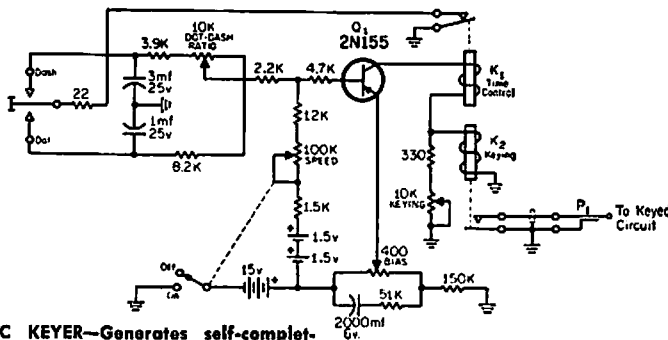 Q1
2N155
10K
DOT-DASH
RATIO
3.9K
2.2K
4.7K
K1
Time
Control
Dash
3mf
25v
22
1mf
25v
Dot
8.2K
12K
100K
SPEED
330
K2
Keying
10K
KEYING
P1
To Keyed
Circuit
1.5K
+
1.5v
+
1.5v
400
BIAS
Off
On
15v
+
150K
51K
2000mf
6v.
C KEYER—Generates self-complet-